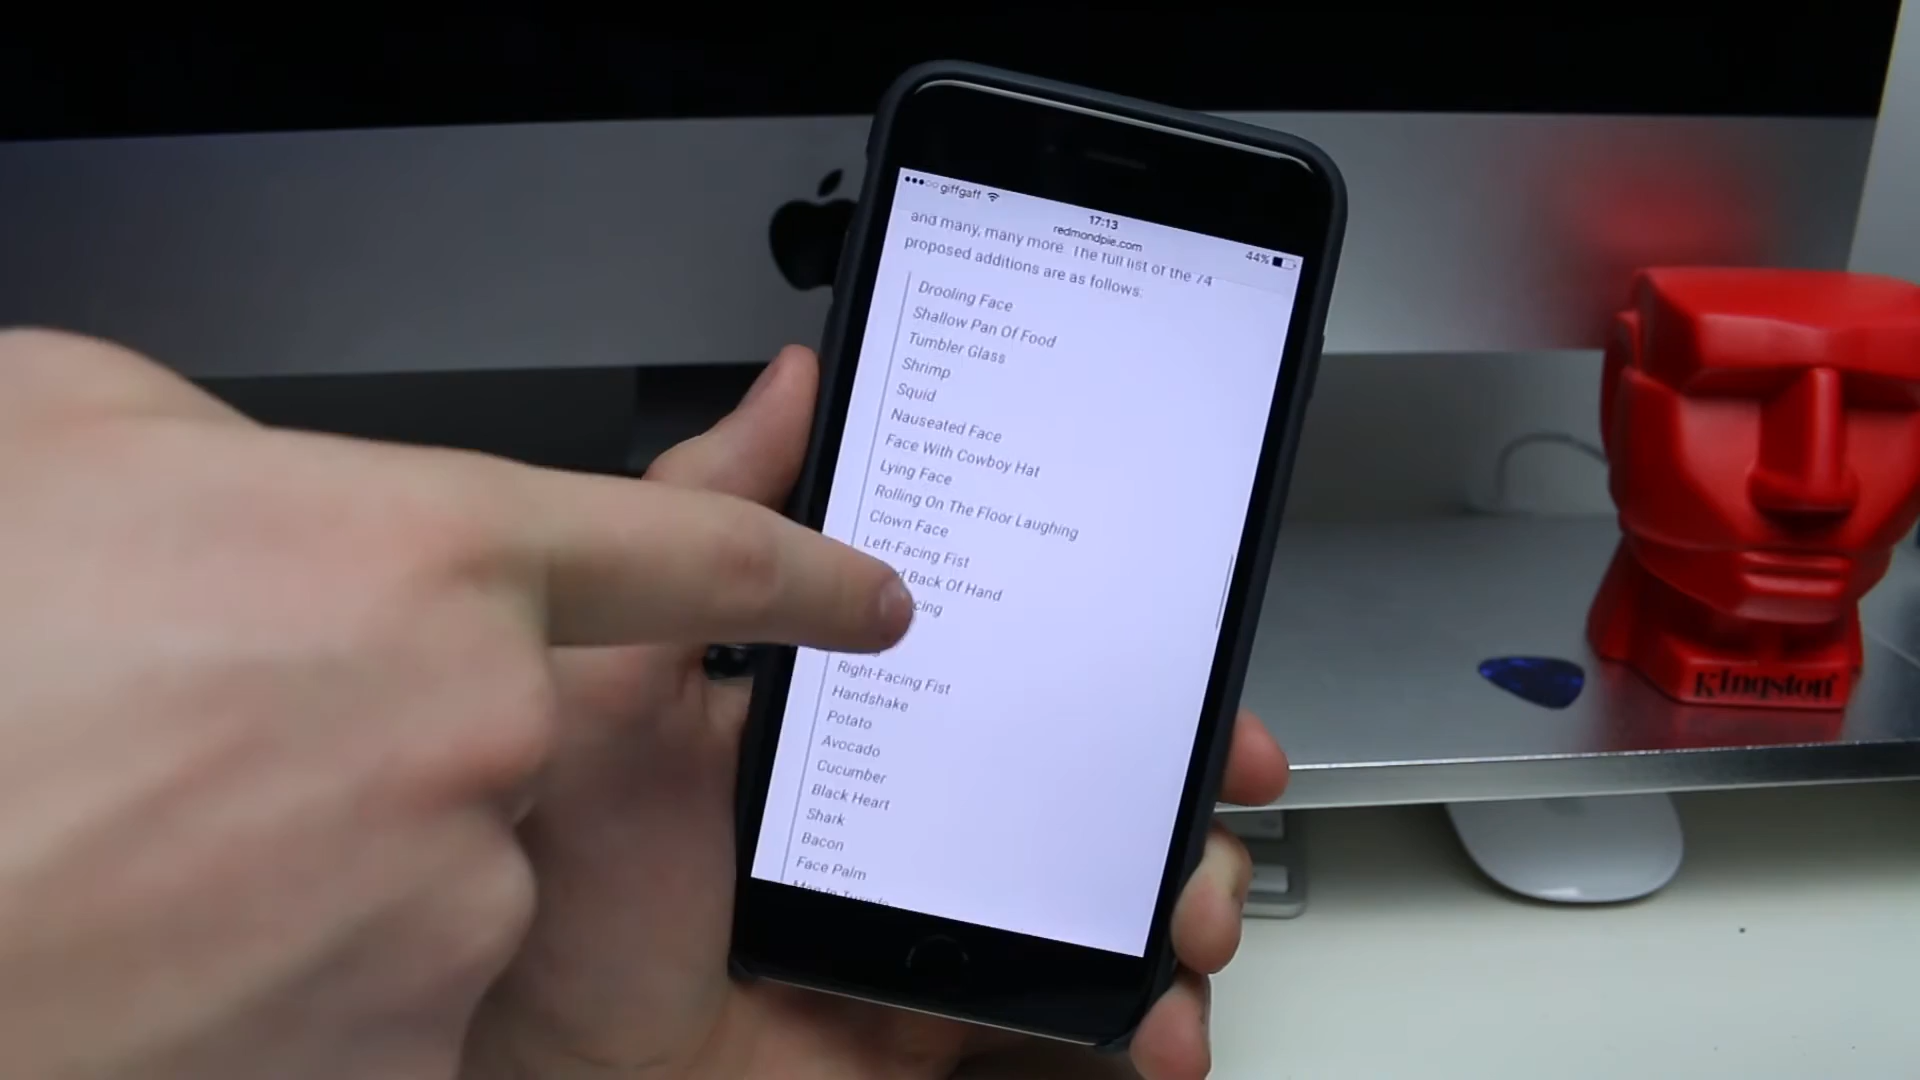 giffgaff
17:13
redmondpie.com
44%
and many, many more. The full list of the 74
proposed additions are as follows:
Drooling Face
Shallow Pan Of Food
Tumbler Glass
Shrimp
Squid
Nauseated Face
Face With Cowboy Hat
Lying Face
Rolling On The Floor Laughing
Clown Face
Left-Facing Fist
Back Of Hand
Right-Facing Fist
Handshake
Potato
Avocado
Cucumber
Black Heart
Shark
Bacon
Face Palm
Man In Tuxedo
Kingston